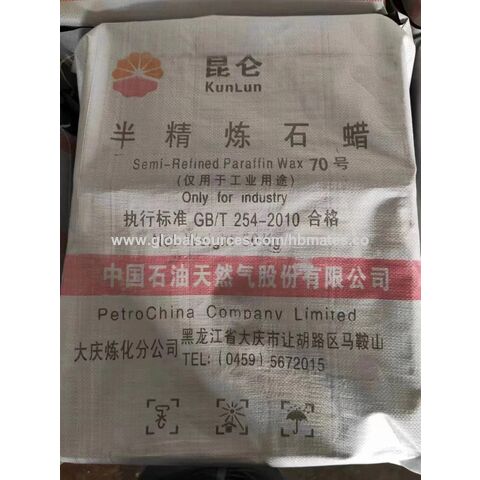 昆仑
KunLun
半精炼石蜡
Semi-Refined Paraffin Wax 70号
(仅用于工业用途)
Only for industry
执行标准 GB/T 254-2010 合格
www.globalsources.com/hbmates.co
中国石油天然气股份有限公司
PetroChina Company Limited
大庆炼化分公司
黑龙江省大庆市让胡路区马鞍山
TEL: (0459) 5672015